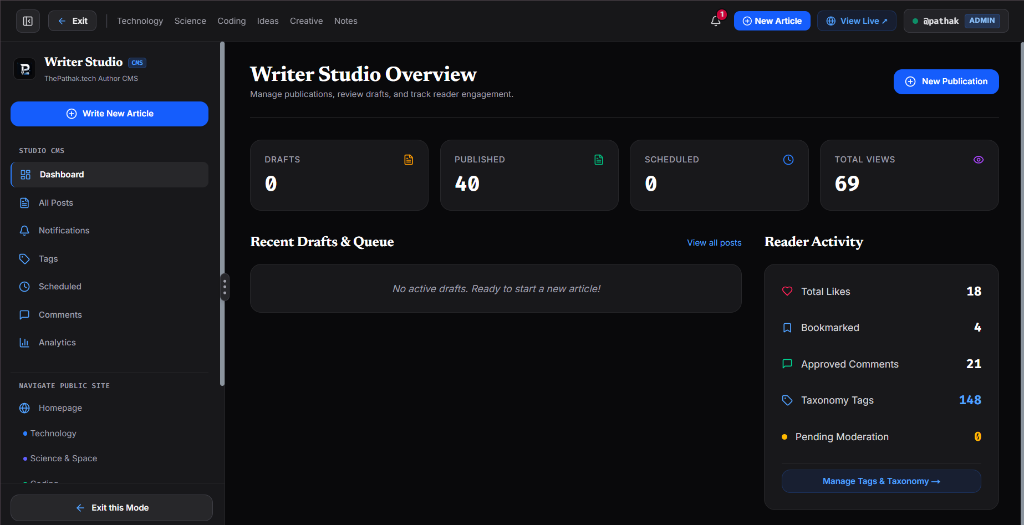 Exit
Technology Science Coding Ideas Creative Notes
1
New Article
View Live ↗
@pathak ADMIN
Writer Studio CMS
ThePathak.tech Author CMS
Write New Article
STUDIO CMS
Dashboard
All Posts
Notifications
Tags
Scheduled
Comments
Analytics
NAVIGATE PUBLIC SITE
Homepage
Technology
Science & Space
Coding
Exit this Mode
Writer Studio Overview
Manage publications, review drafts, and track reader engagement.
New Publication
DRAFTS
0
PUBLISHED
40
SCHEDULED
0
TOTAL VIEWS
69
Recent Drafts & Queue
View all posts
No active drafts. Ready to start a new article!
Reader Activity
Total Likes 18
Bookmarked 4
Approved Comments 21
Taxonomy Tags 148
Pending Moderation 0
Manage Tags & Taxonomy →